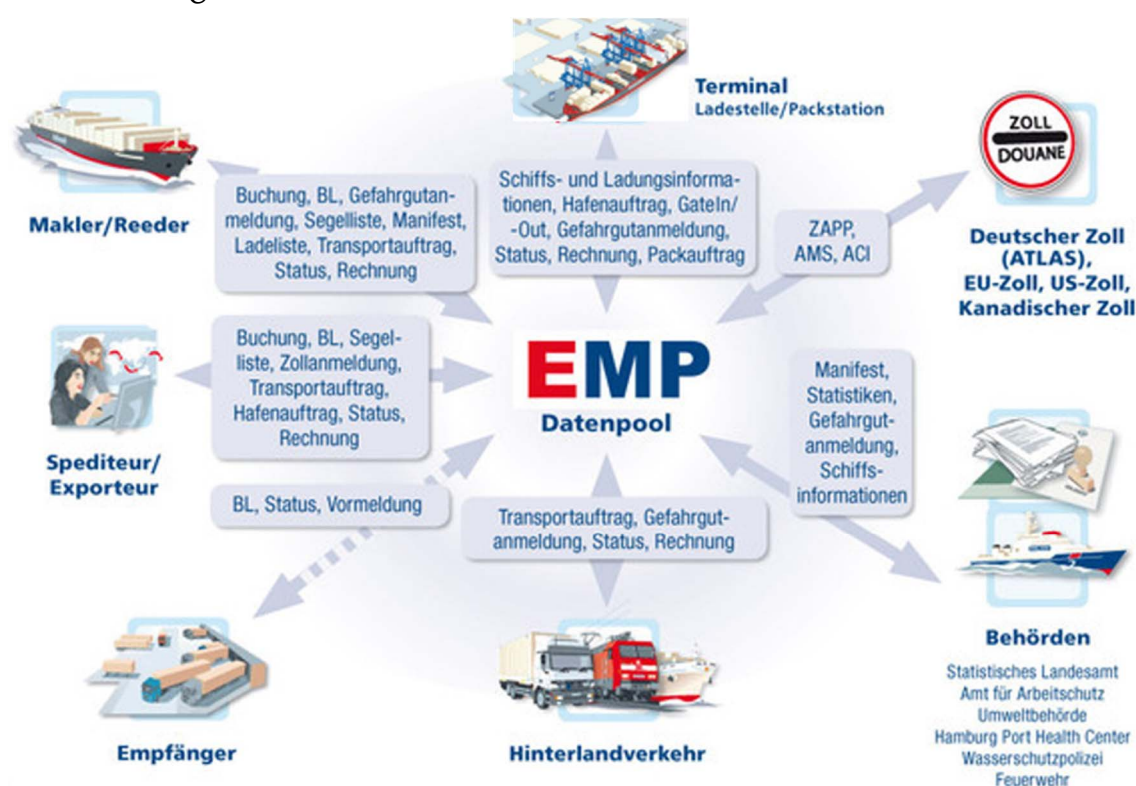 Terminal
Ladestelle/Packstation
ZOLL
DOUANE
Makler/Reeder
Buchung, BL, Gefahrgutan-
meldung, Segelliste, Manifest,
Ladeliste, Transportauftrag,
Status, Rechnung
Schiffs- und Ladungsinforma-
tionen, Hafenauftrag, GateIn/
-Out, Gefahrgutanmeldung,
Status, Rechnung, Packauftrag
ZAPP,
AMS, ACI
Deutscher Zoll
(ATLAS),
EU-Zoll, US-Zoll,
Kanadischer Zoll
Buchung, BL, Segel-
liste, Zollanmeldung,
Transportauftrag,
Hafenauftrag, Status,
Rechnung
EMP
Datenpool
Manifest,
Statistiken,
Gefahrgut-
anmeldung,
Schiffs-
informationen
Spediteur/
Exporteur
BL, Status, Vormeldung
Transportauftrag, Gefahrgut-
anmeldung, Status, Rechnung
Behörden
Statistisches Landesamt
Amt für Arbeitschutz
Umweltbehörde
Hamburg Port Health Center
Wasserschutzpolizei
Feuerwehr
Empfänger
Hinterlandverkehr